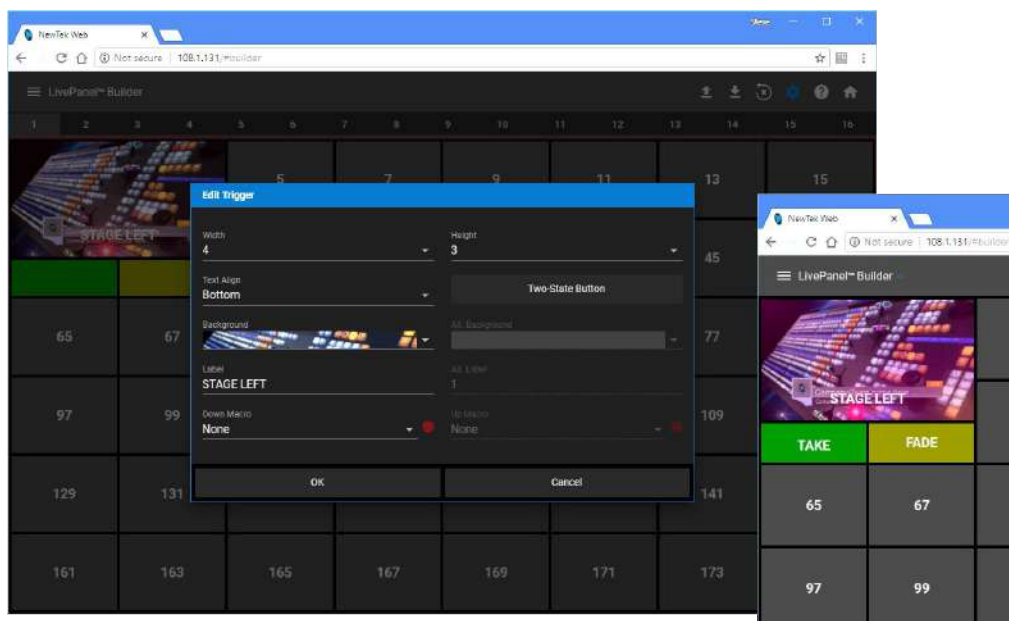 NewTek Web
Not secure | 108.1.131/#builder
LivePanel™ Builder
1 2 3 4 5 6 7 8 9 10 11 12 13 14 15 16
5 7 9 11 13 15
STAGE LEFT
45
65 67 77
97 99 109
129 131 141
161 163 165 167 169 171 173
Edit Trigger
Width
4
Height
3
Text Align
Bottom
Two-State Button
Background
Alt. Background
Label
STAGE LEFT
Alt. Label
1
Down Macro
None
Up Macro
None
OK
Cancel
NewTek Web
Not secure | 108.1.131/#builder
LivePanel™ Builder
STAGE LEFT
TAKE FADE
65 67
97 99